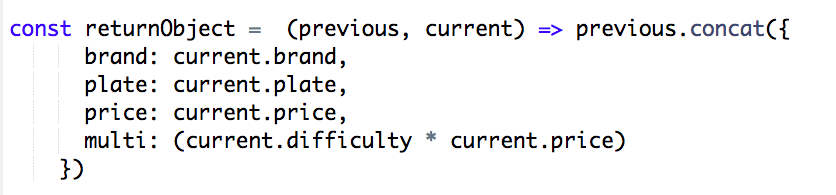 const returnObject =  (previous, current) => previous.concat({
      brand: current.brand,
      plate: current.plate,
      price: current.price,
      multi: (current.difficulty * current.price)
    })